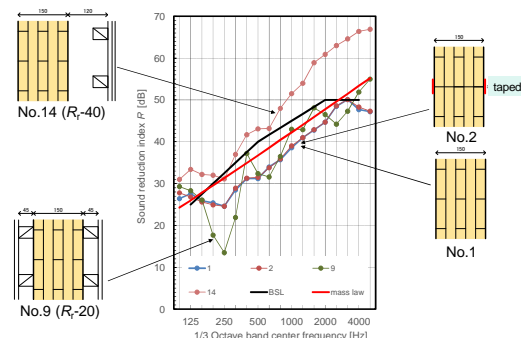 150
120
No.14 (Rr-40)
45
150
45
No.9 (Rr-20)
Sound reduction index R [dB]
70
60
50
40
30
20
10
0
1
2
9
14
BSL
mass law
125
250
500
1000
2000
4000
1/3 Octave band center frequency [Hz]
150
taped
No.2
150
No.1